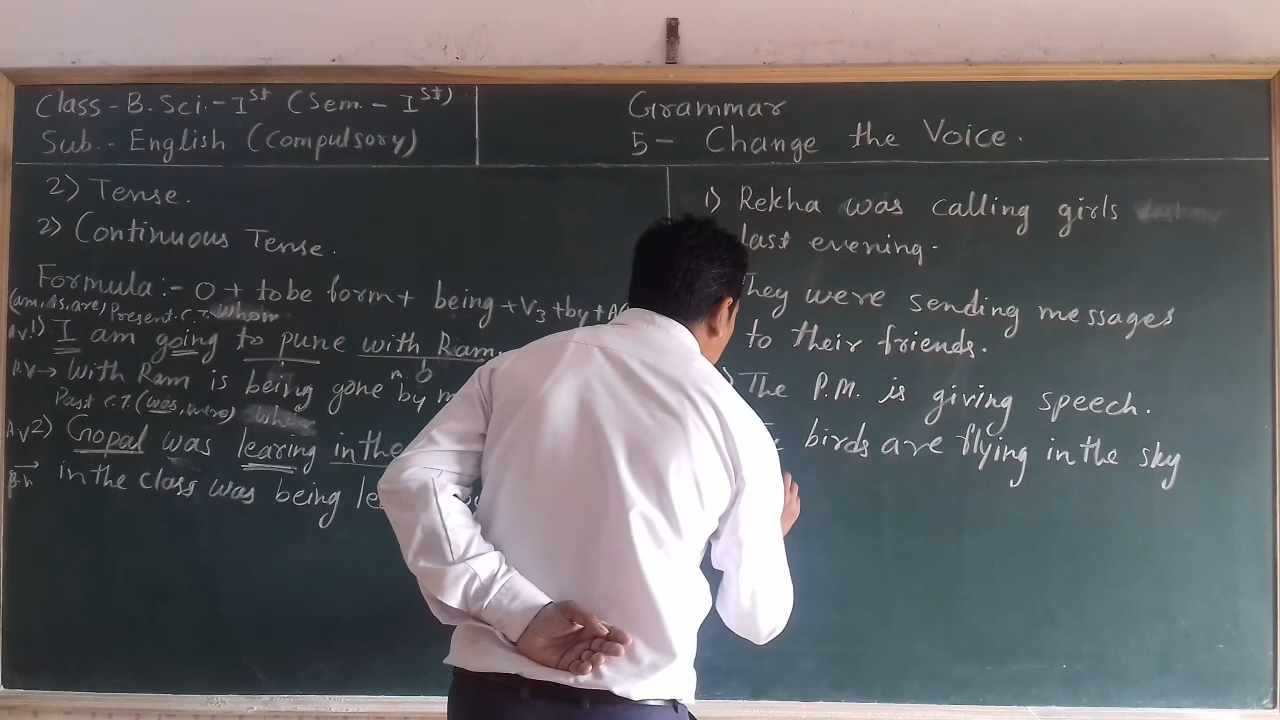 Class - B.Sci. - Ist (Sem. - Ist)
Sub. - English (compulsory)
Grammar
5 - Change the Voice.
2) Tense.
2) Continuous Tense.
Formula :- O + tobe form + being + V3 + by +
(am, is, are) Present C.T. whom
A.V 1) I am going to pune with Ram.
P.V → With Ram is being gone by
Past C.T. (was, were)
A.V 2) Gopal was learing in the
in the class was being
1) Rekha was calling girls
last evening.
They were sending messages
to their friends.
The P.M. is giving speech.
birds are flying in the sky